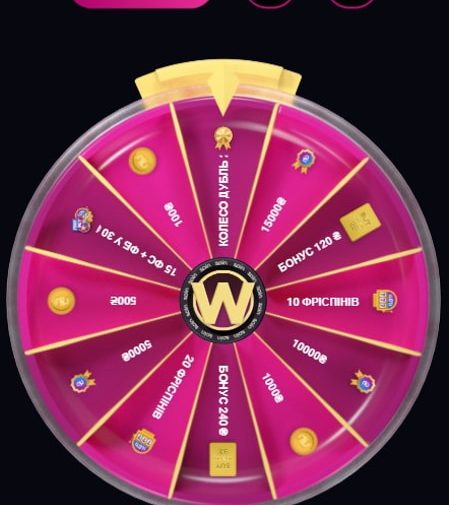 КОЛЕСО ДУБЛЬ :
15000₴
БОНУС 120 ₴
10 ФРІСПІНІВ
10000₴
1000₴
БОНУС 240 ₴
20 ФРІСПІНІВ
5000₴
500₴
15 ФС + ФБ У 30 І
100₴
W